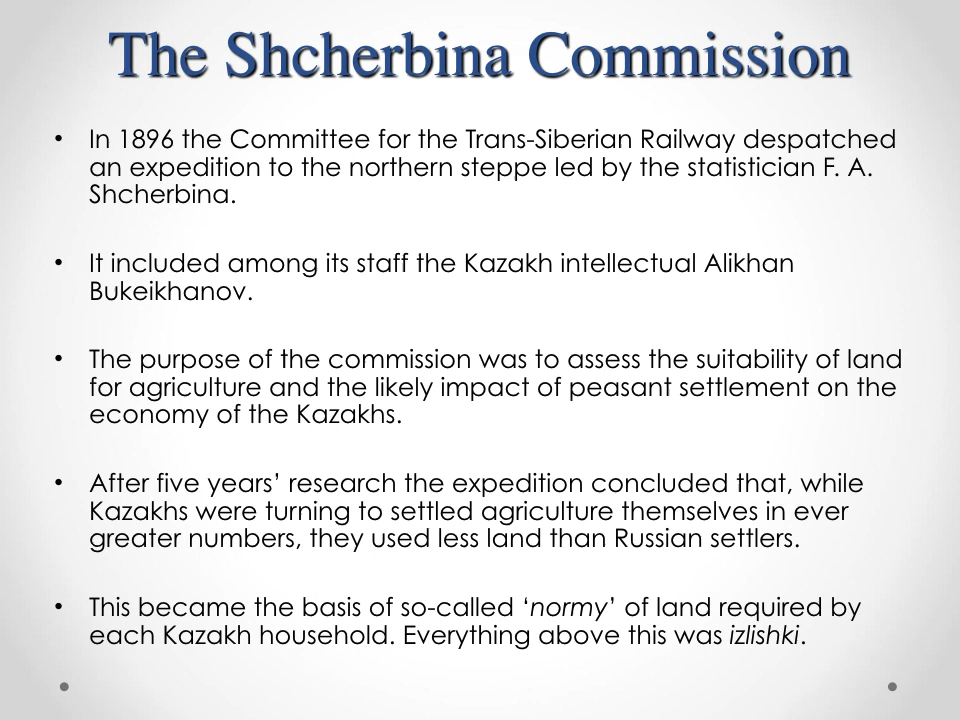 The Shcherbina Commission
• In 1896 the Committee for the Trans-Siberian Railway despatched
an expedition to the northern steppe led by the statistician F. A.
Shcherbina.
• It included among its staff the Kazakh intellectual Alikhan
Bukeikhanov.
• The purpose of the commission was to assess the suitability of land
for agriculture and the likely impact of peasant settlement on the
economy of the Kazakhs.
• After five years’ research the expedition concluded that, while
Kazakhs were turning to settled agriculture themselves in ever
greater numbers, they used less land than Russian settlers.
• This became the basis of so-called ‘normy’ of land required by
each Kazakh household. Everything above this was izlishki.